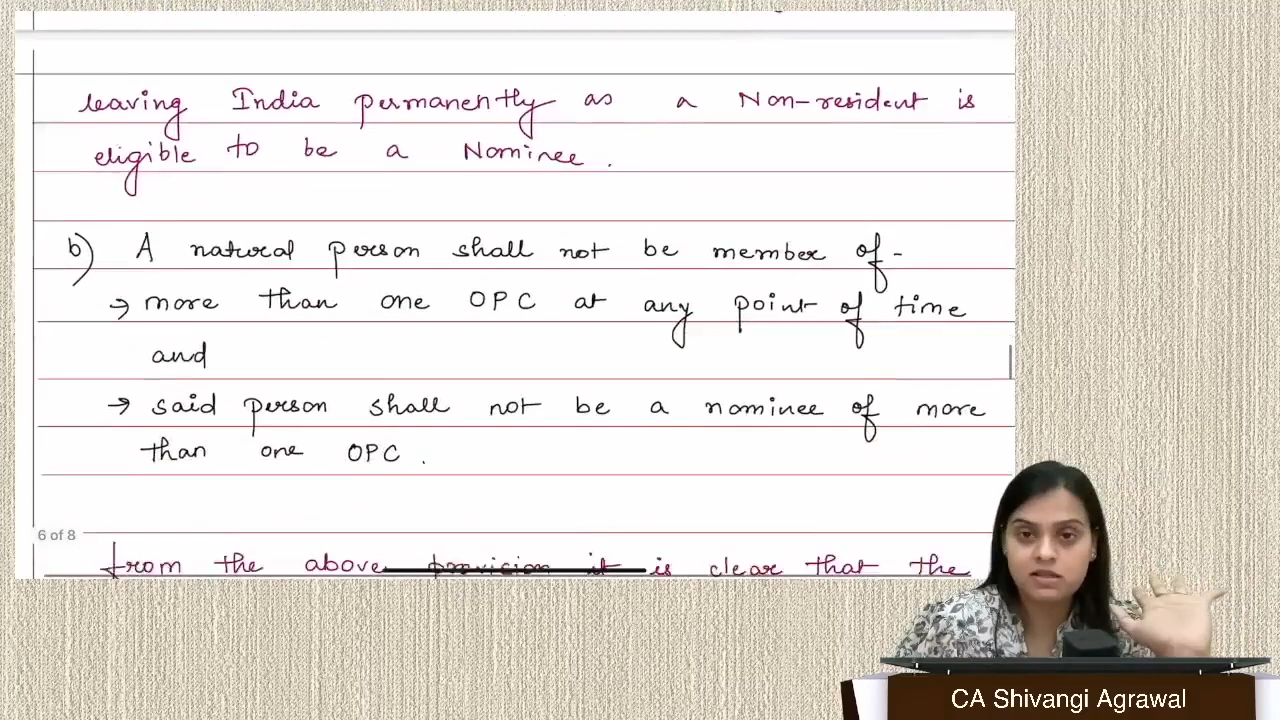 leaving India permanently as a Non-resident is
eligible to be a Nominee.
b) A natural person shall not be member of -
→ more than one OPC at any point of time
and
→ said person shall not be a nominee of more
than one OPC.
6 of 8
from the above provision it is clear that the
CA Shivangi Agrawal